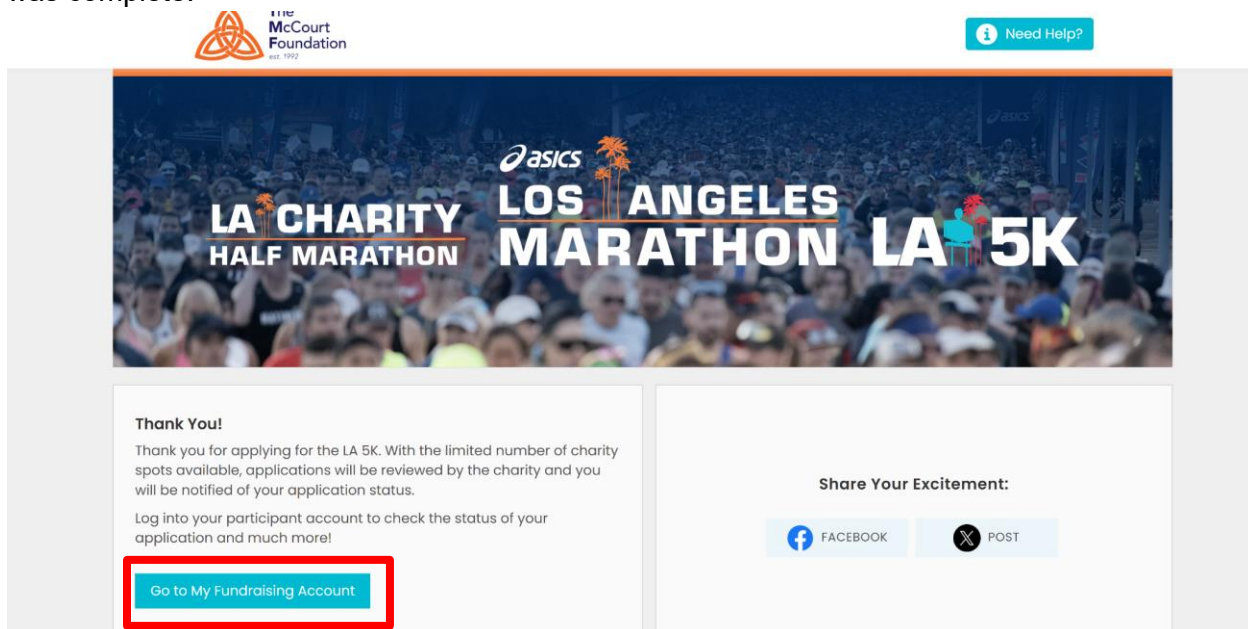 was complete.
The
McCourt
Foundation
est. 1992
Need Help?
asics
asics
LA CHARITY
HALF MARATHON
LOS ANGELES
MARATHON
LA 5K
Thank You!
Thank you for applying for the LA 5K. With the limited number of charity
spots available, applications will be reviewed by the charity and you
will be notified of your application status.
Log into your participant account to check the status of your
application and much more!
Go to My Fundraising Account
Share Your Excitement:
FACEBOOK
POST